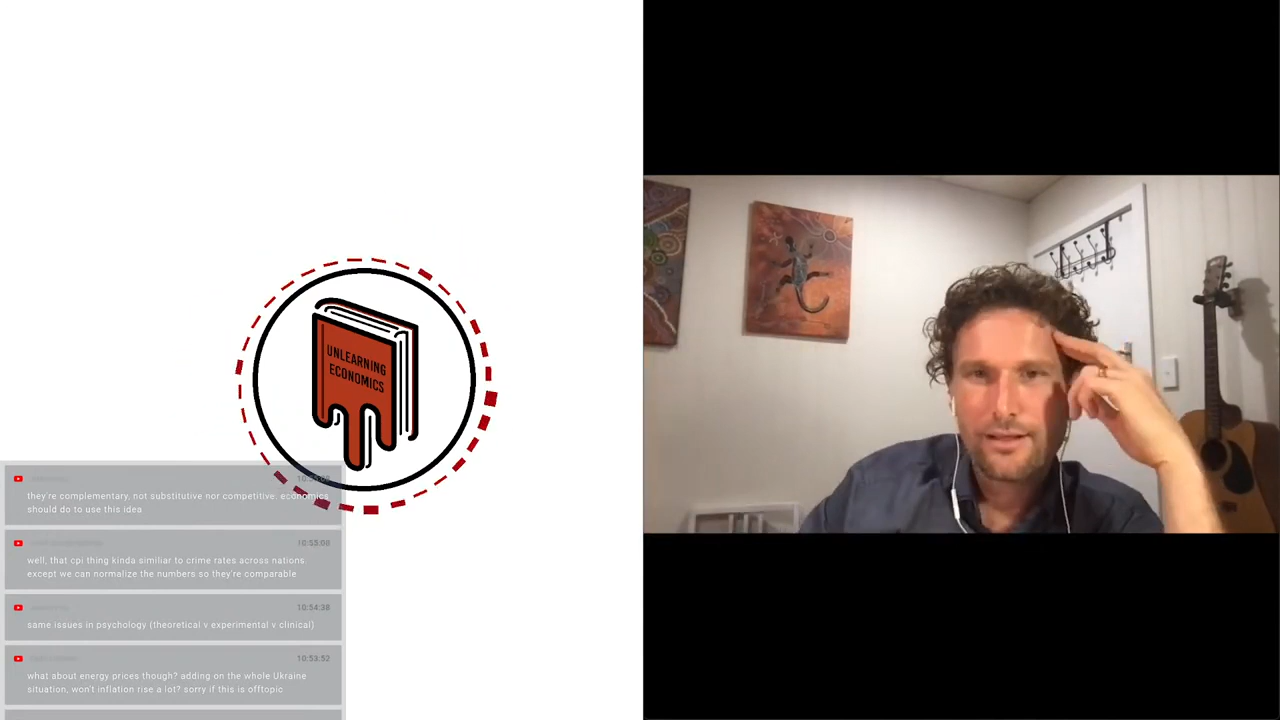 UNLEARNING
ECONOMICS
they're complementary, not substitutive nor competitive. economics
should do to use this idea
10:55:08
well, that cpi thing kinda similiar to crime rates across nations
except we can normalize the numbers so they're comparable
10:54:38
same issues in psychology (theoretical v experimental v clinical)
10:53:52
what about energy prices though? adding on the whole Ukraine
situation, won't inflation rise a lot? sorry if this is offtopic